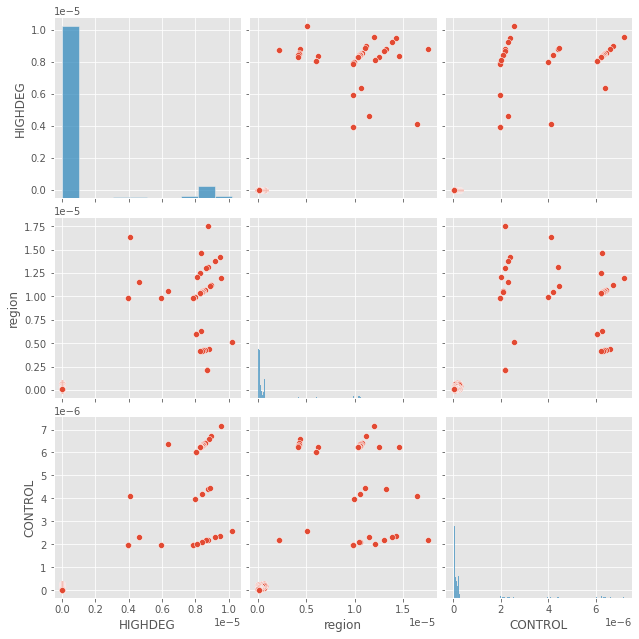 1e−5
1.0
0.8
0.6
0.4
0.2
0.0
HIGHDEG
1e−5
1.75
1.50
1.25
1.00
0.75
0.50
0.25
0.00
region
1e−6
7
6
5
4
3
2
1
0
CONTROL
0.0 0.2 0.4 0.6 0.8 1.0
1e−5
HIGHDEG
0.0 0.5 1.0 1.5
1e−5
region
0 2 4 6
1e−6
CONTROL